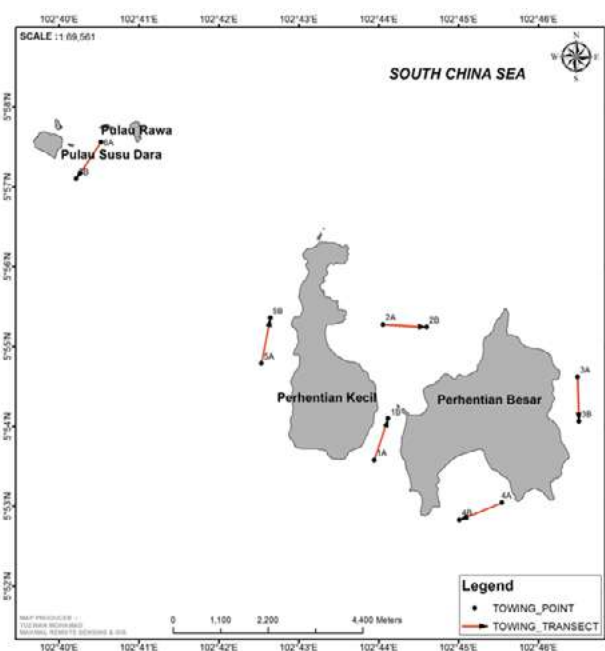 102°40'E 102°41'E 102°42'E 102°43'E 102°44'E 102°45'E 102°46'E
SCALE : 1:69,561
N
W E
S
SOUTH CHINA SEA
5°58'N
5°57'N
5°56'N
5°55'N
5°54'N
5°53'N
5°52'N
Pulau Rawa
6A
Pulau Susu Dara
6B
5B
5A
2A 2B
3A
3B
Perhentian Kecil
Perhentian Besar
1B
1A
4A
4B
Legend
TOWING_POINT
TOWING_TRANSECT
MAP PRODUCER :
0 1,100 2,200 4,400 Meters
102°40'E 102°41'E 102°42'E 102°43'E 102°44'E 102°45'E 102°46'E